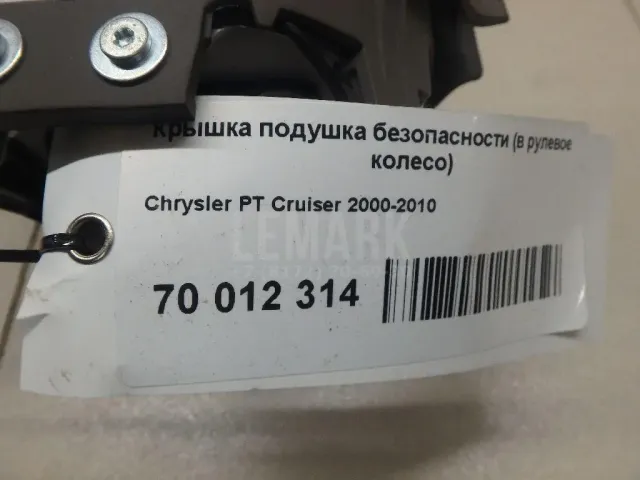 крышка подушка безопасности (в рулевое
колесо)
Chrysler PT Cruiser 2000-2010
LEMARK
70 012 314